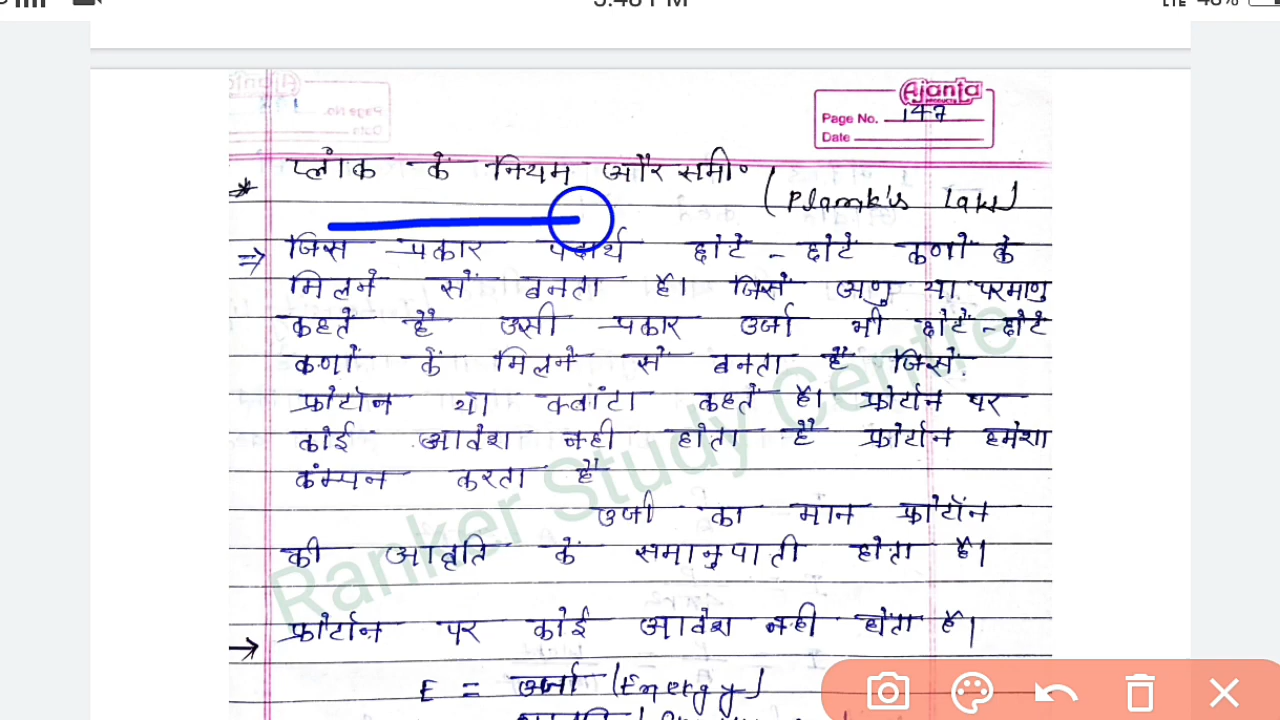 Ajanta
Page No. 147
Date
प्लांक के नियम और समी॰ (Plank's law)
जिस प्रकार पदार्थ छोटे - छोटे कणों के
मिलने से बनता है। जिसे अणु या परमाणु
कहते है उसी प्रकार उर्जा भी छोटे-छोटे
कणों के मिलने से बनता है जिसे
फ्रोटॉन या क्वांटा कहते है। फ्रोर्टान पर
कोई आवेश नही होता है फ्रोर्टान हमेशा
कंम्पन करता है
उर्जा का मान फ्रोटॉन
की आवृति के समानुपाती होता है।
फ्रोर्टान पर कोई आवेश नही होता है।
E = उर्जा (Energy)
Ranker Study Centre